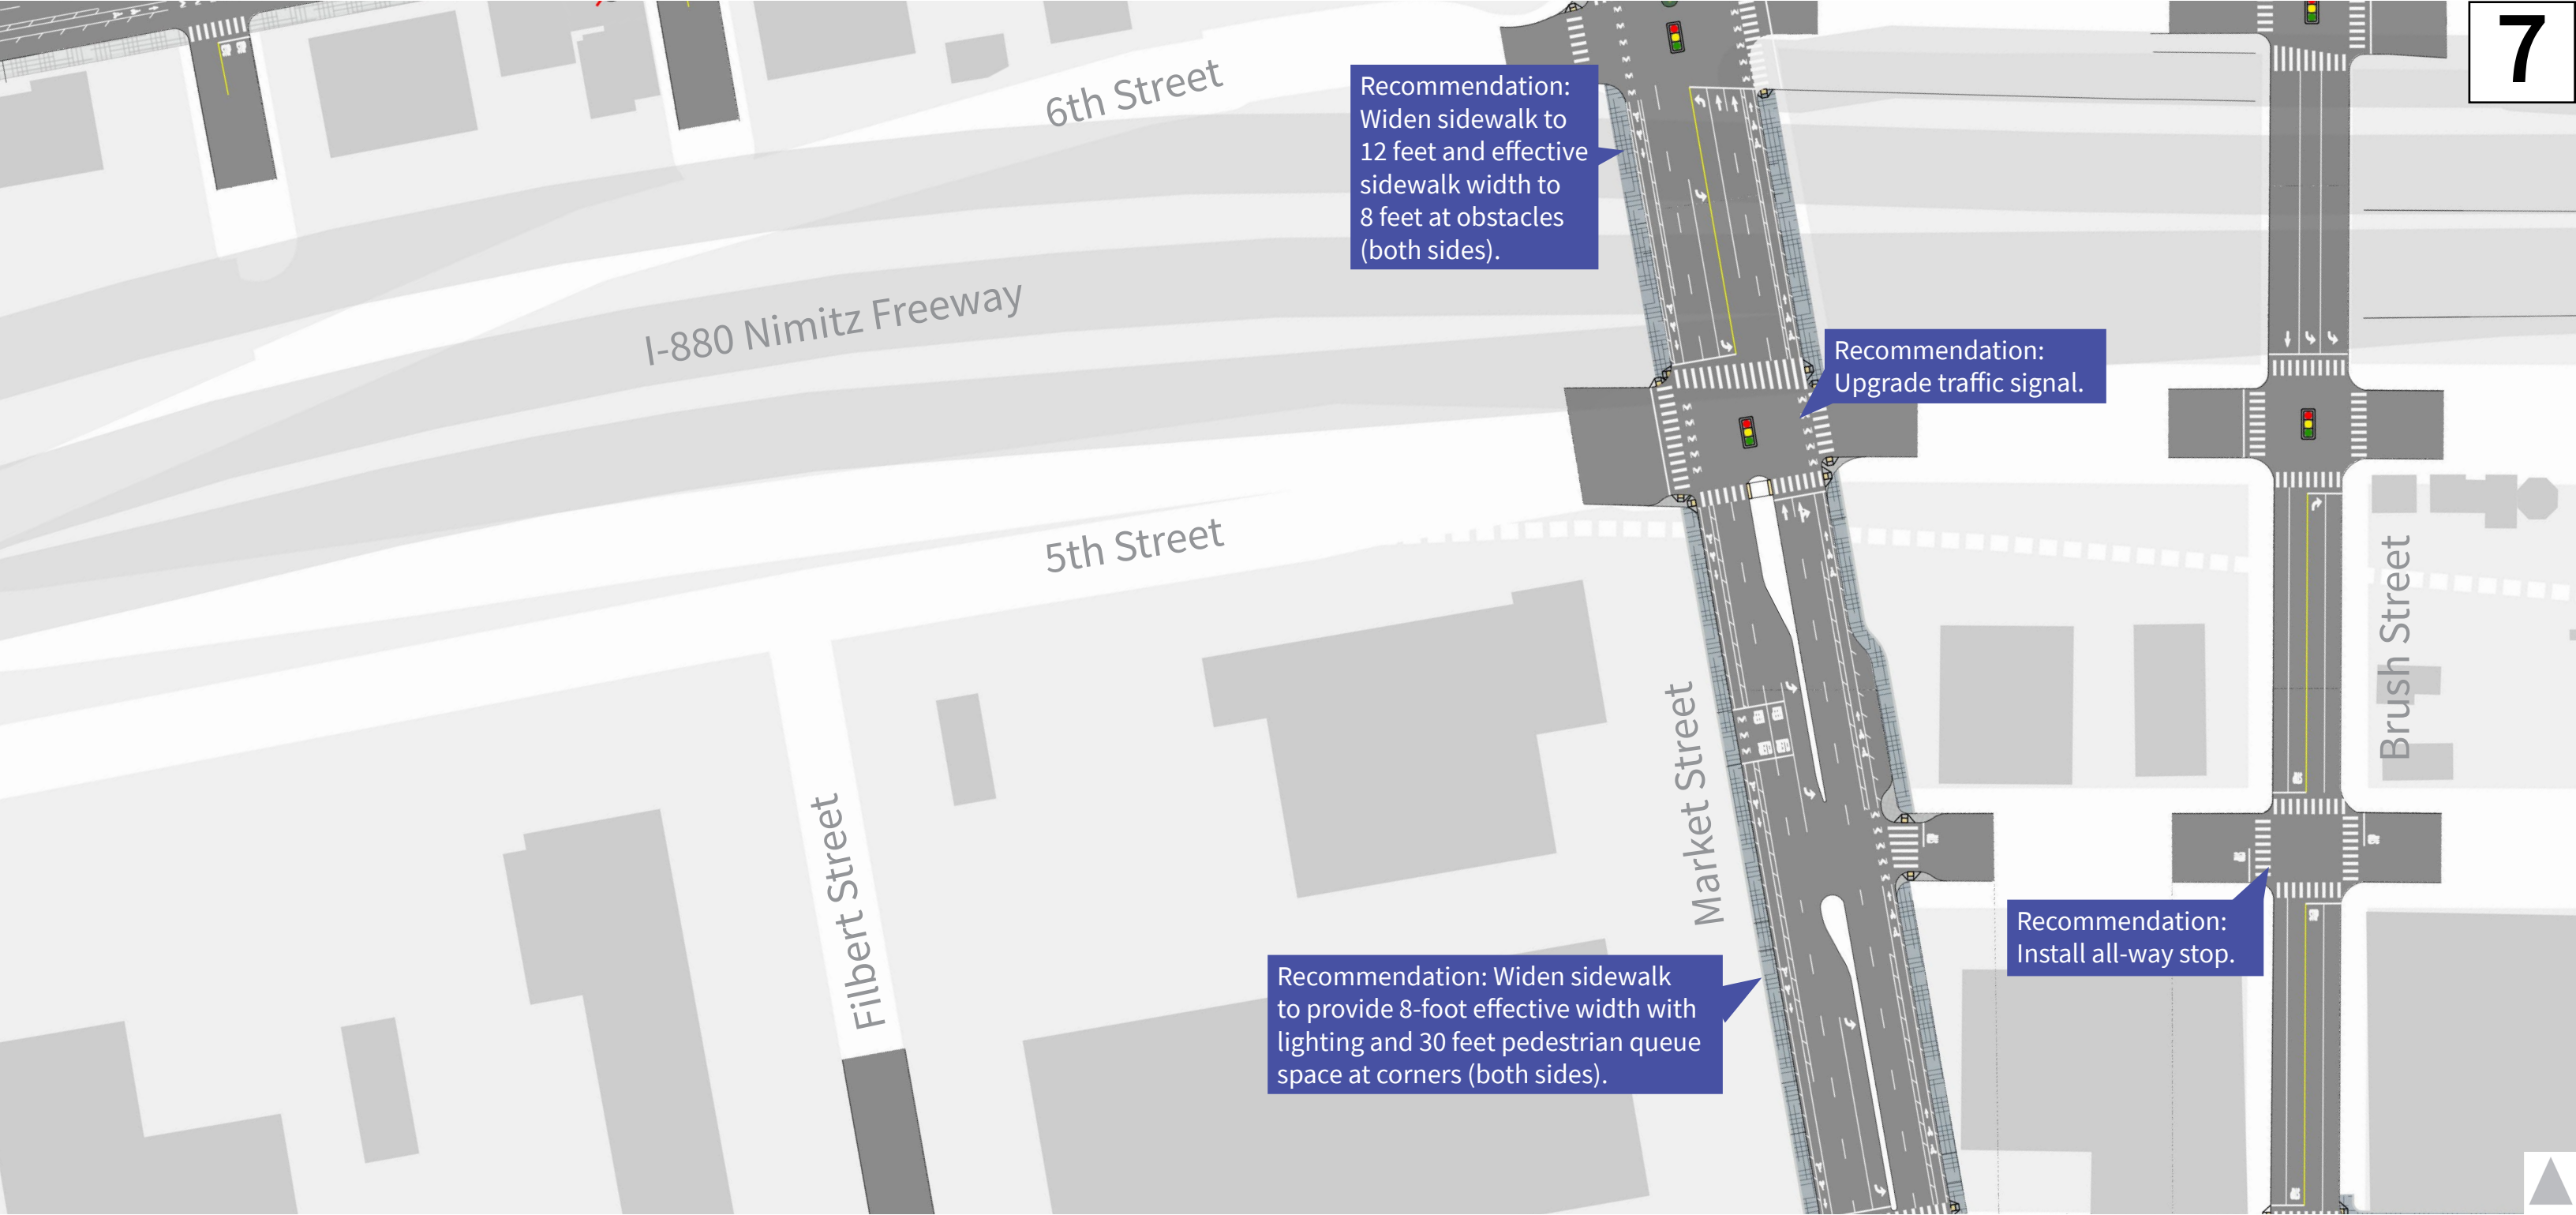 7
6th Street
Recommendation:
Widen sidewalk to
12 feet and effective
sidewalk width to
8 feet at obstacles
(both sides).
I-880 Nimitz Freeway
Recommendation:
Upgrade traffic signal.
5th Street
Brush Street
Market Street
Filbert Street
Recommendation:
Install all-way stop.
Recommendation: Widen sidewalk
to provide 8-foot effective width with
lighting and 30 feet pedestrian queue
space at corners (both sides).